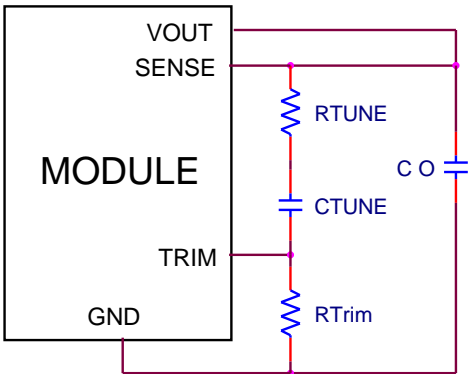 VOUT
SENSE
RTUNE
MODULE
C O
CTUNE
TRIM
GND
RTrim